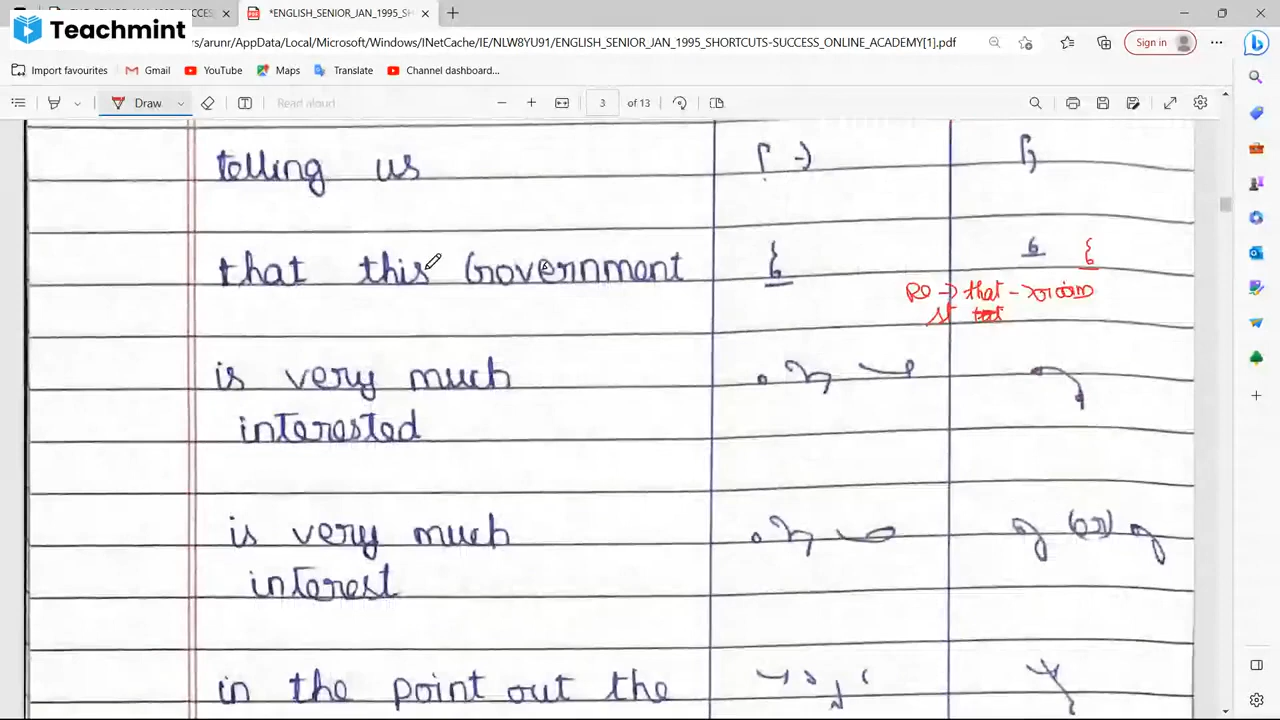 *ENGLISH_SENIOR_JAN_1995_SH
Teachmint
s/arunr/AppData/Local/Microsoft/Windows/INetCache/IE/NLW8YU91/ENGLISH_SENIOR_JAN_1995_SHORTCUTS-SUCCESS_ONLINE_ACADEMY[1].pdf
Sign in
Import favourites
Gmail
YouTube
Maps
Translate
Channel dashboard...
Draw
Read aloud
3 of 13
telling us
that this Government
that
is very much
interested
is very much
interest
in the point out the